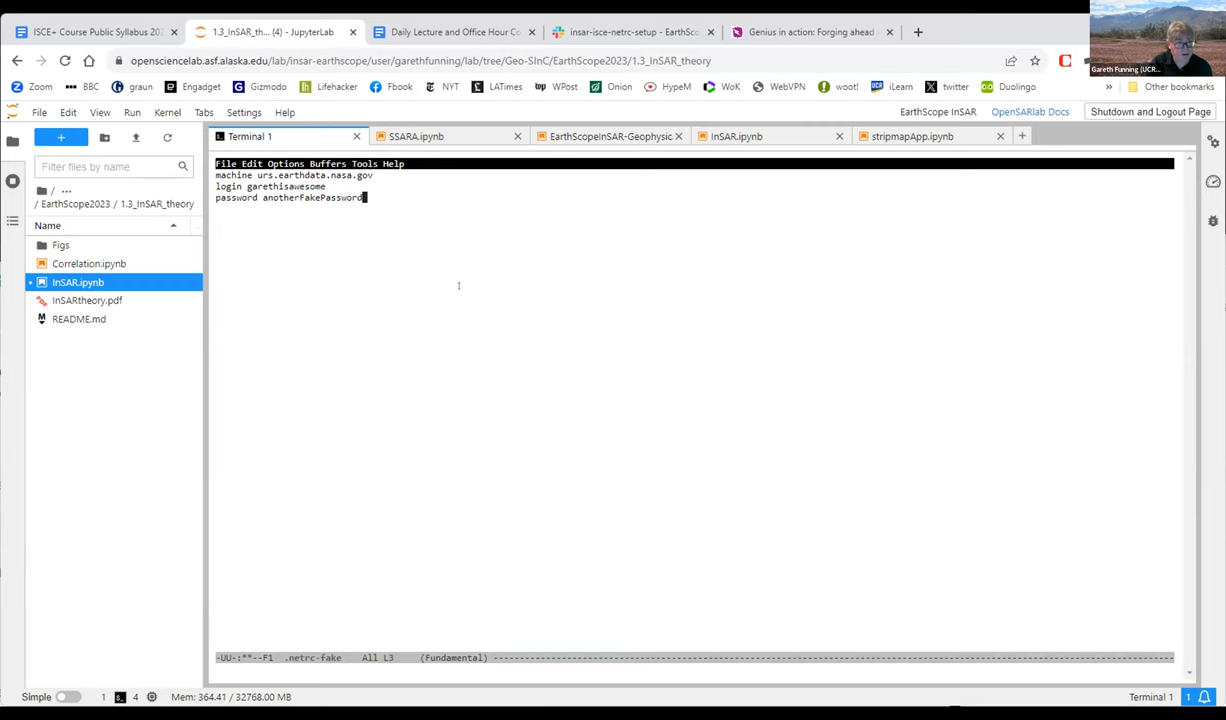 ISCE+ Course Public Syllabus 202
1.3_InSAR_th... (4) - JupyterLab
Daily Lecture and Office Hour Co
insar-isce-netrc-setup - EarthSco
Genius in action: Forging ahead
opensciencelab.asf.alaska.edu/lab/insar-earthscope/user/garethfunning/lab/tree/Geo-SInC/EarthScope2023/1.3_InSAR_theory
Zoom
BBC
graun
Engadget
Gizmodo
Lifehacker
Fbook
NYT
LATimes
WPost
Onion
HypeM
WoK
WebVPN
woot!
UCR
iLearn
twitter
Duolingo
»
Other bookmarks
Gareth Funning (UCR...
File Edit View Run Kernel Tabs Settings Help
EarthScope InSAR
OpenSARlab Docs
Shutdown and Logout Page
+
Filter files by name
/ ...
/ EarthScope2023 / 1.3_InSAR_theory
Name
Figs
Correlation.ipynb
InSAR.ipynb
InSARtheory.pdf
README.md
Terminal 1
SSARA.ipynb
EarthScopeInSAR-Geophysic
InSAR.ipynb
stripmapApp.ipynb
File Edit Options Buffers Tools Help
machine urs.earthdata.nasa.gov
login garethisawesome
password anotherFakePassword
-UU-:**--F1 .netrc-fake All L3 (Fundamental)
Simple
1
4
Mem: 364.41 / 32768.00 MB
Terminal 1
1